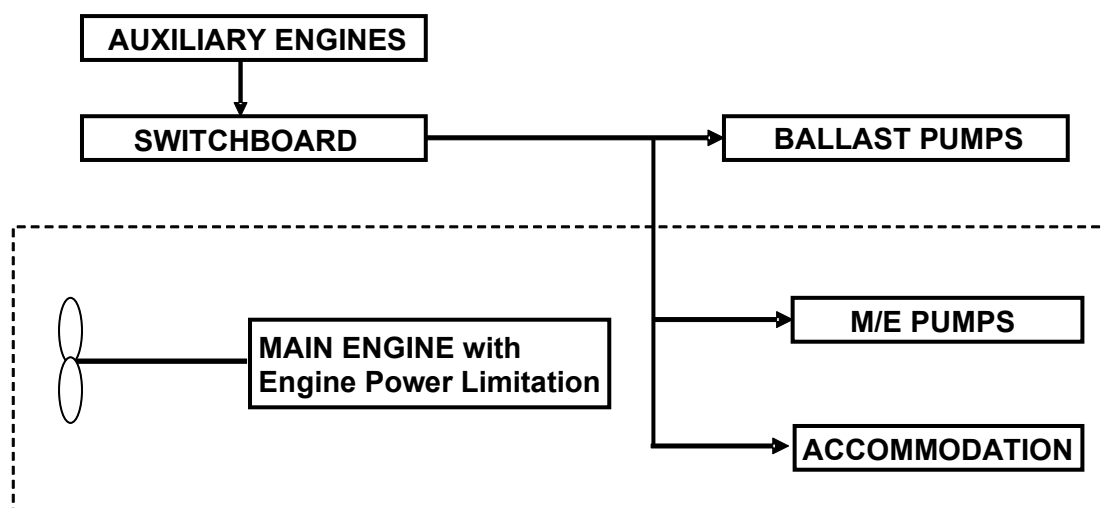 AUXILIARY ENGINES
SWITCHBOARD
BALLAST PUMPS
M/E PUMPS
MAIN ENGINE with
Engine Power Limitation
ACCOMMODATION